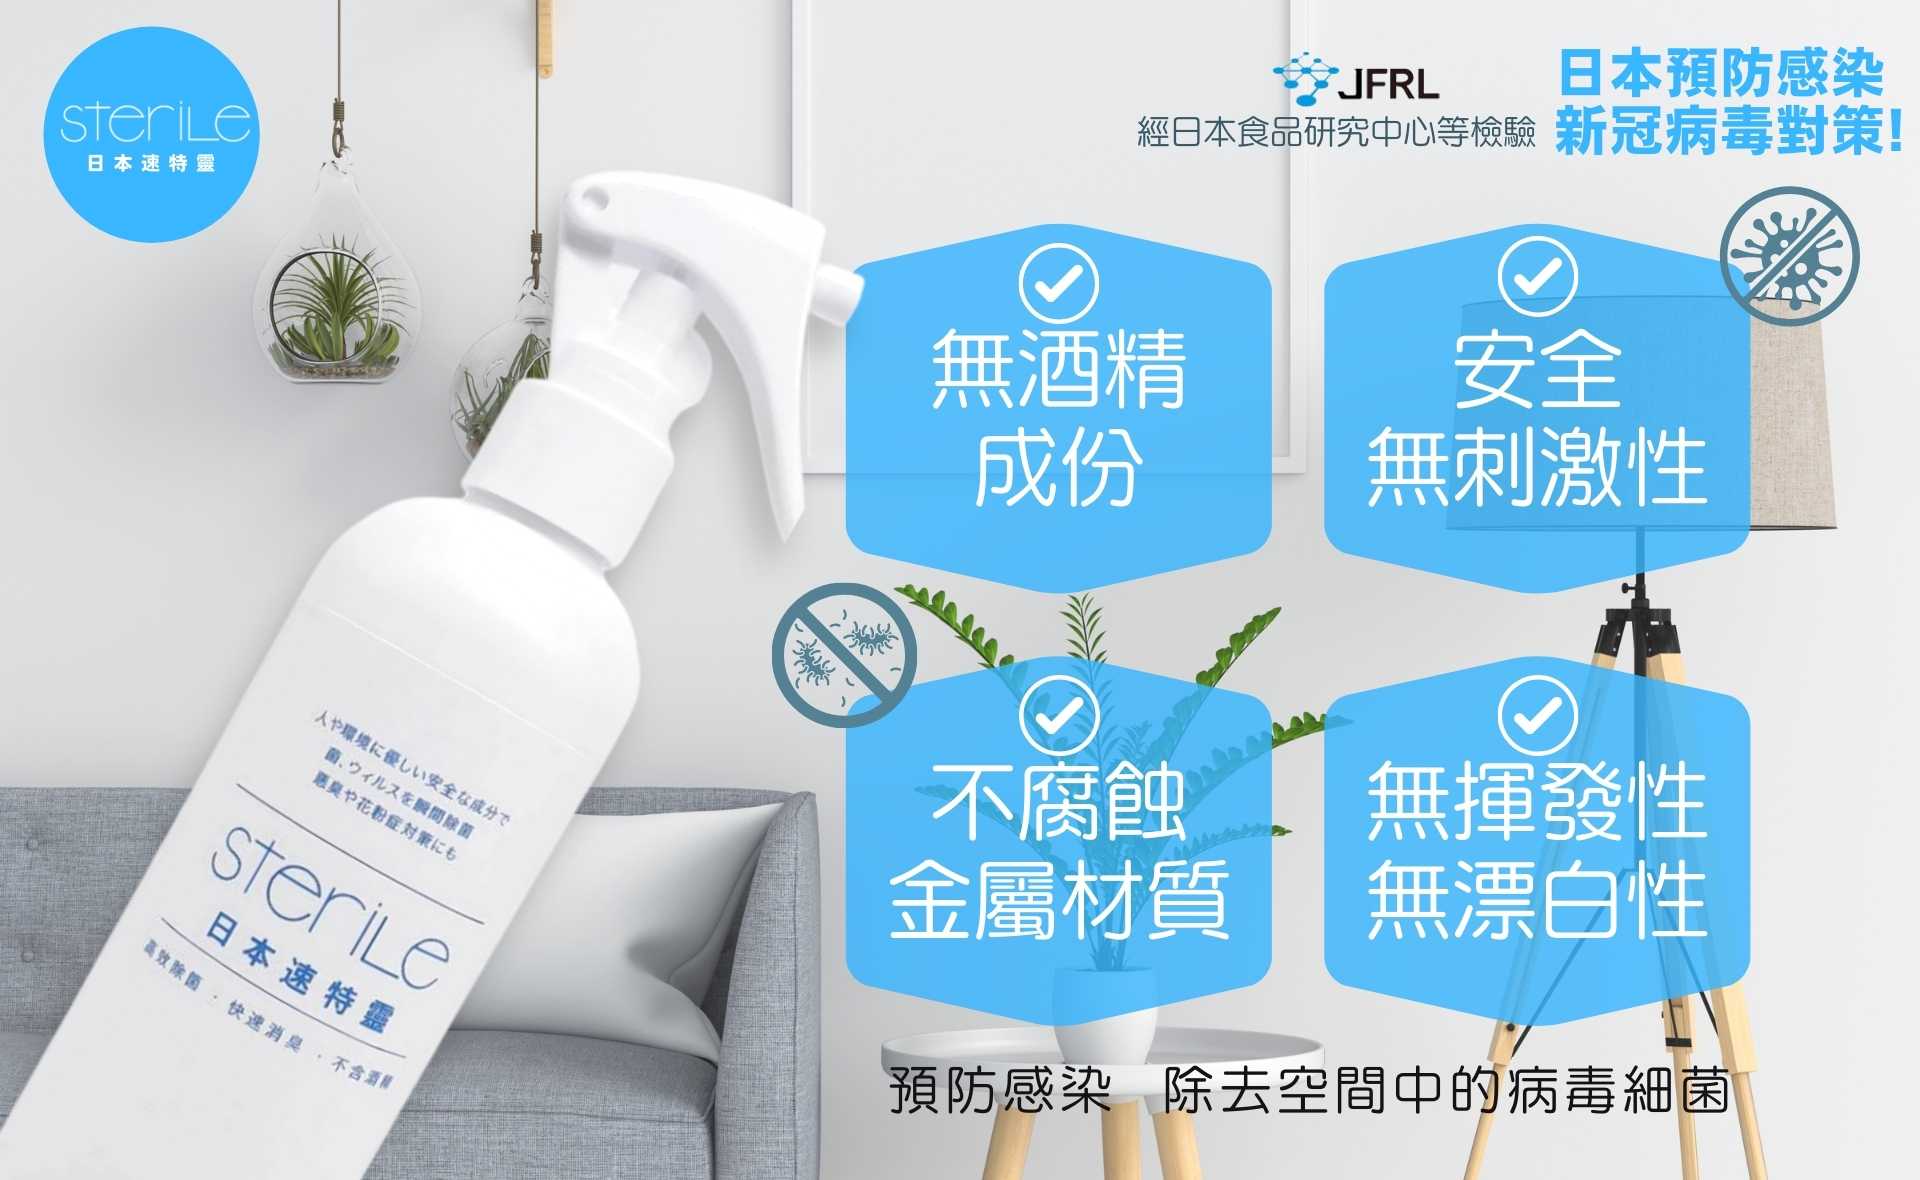 sterile
日本速特靈
JFRL
經日本食品研究中心等檢驗
日本預防感染
新冠病毒對策!
無酒精
成份
安全
無刺激性
不腐蝕
金屬材質
無揮發性
無漂白性
人や環境に優しい安全な成分で
菌、ウィルスを瞬間除菌
悪臭や花粉症対策にも
sterile
日本速特靈
高效除菌・快速消臭・不含酒精
預防感染 除去空間中的病毒細菌